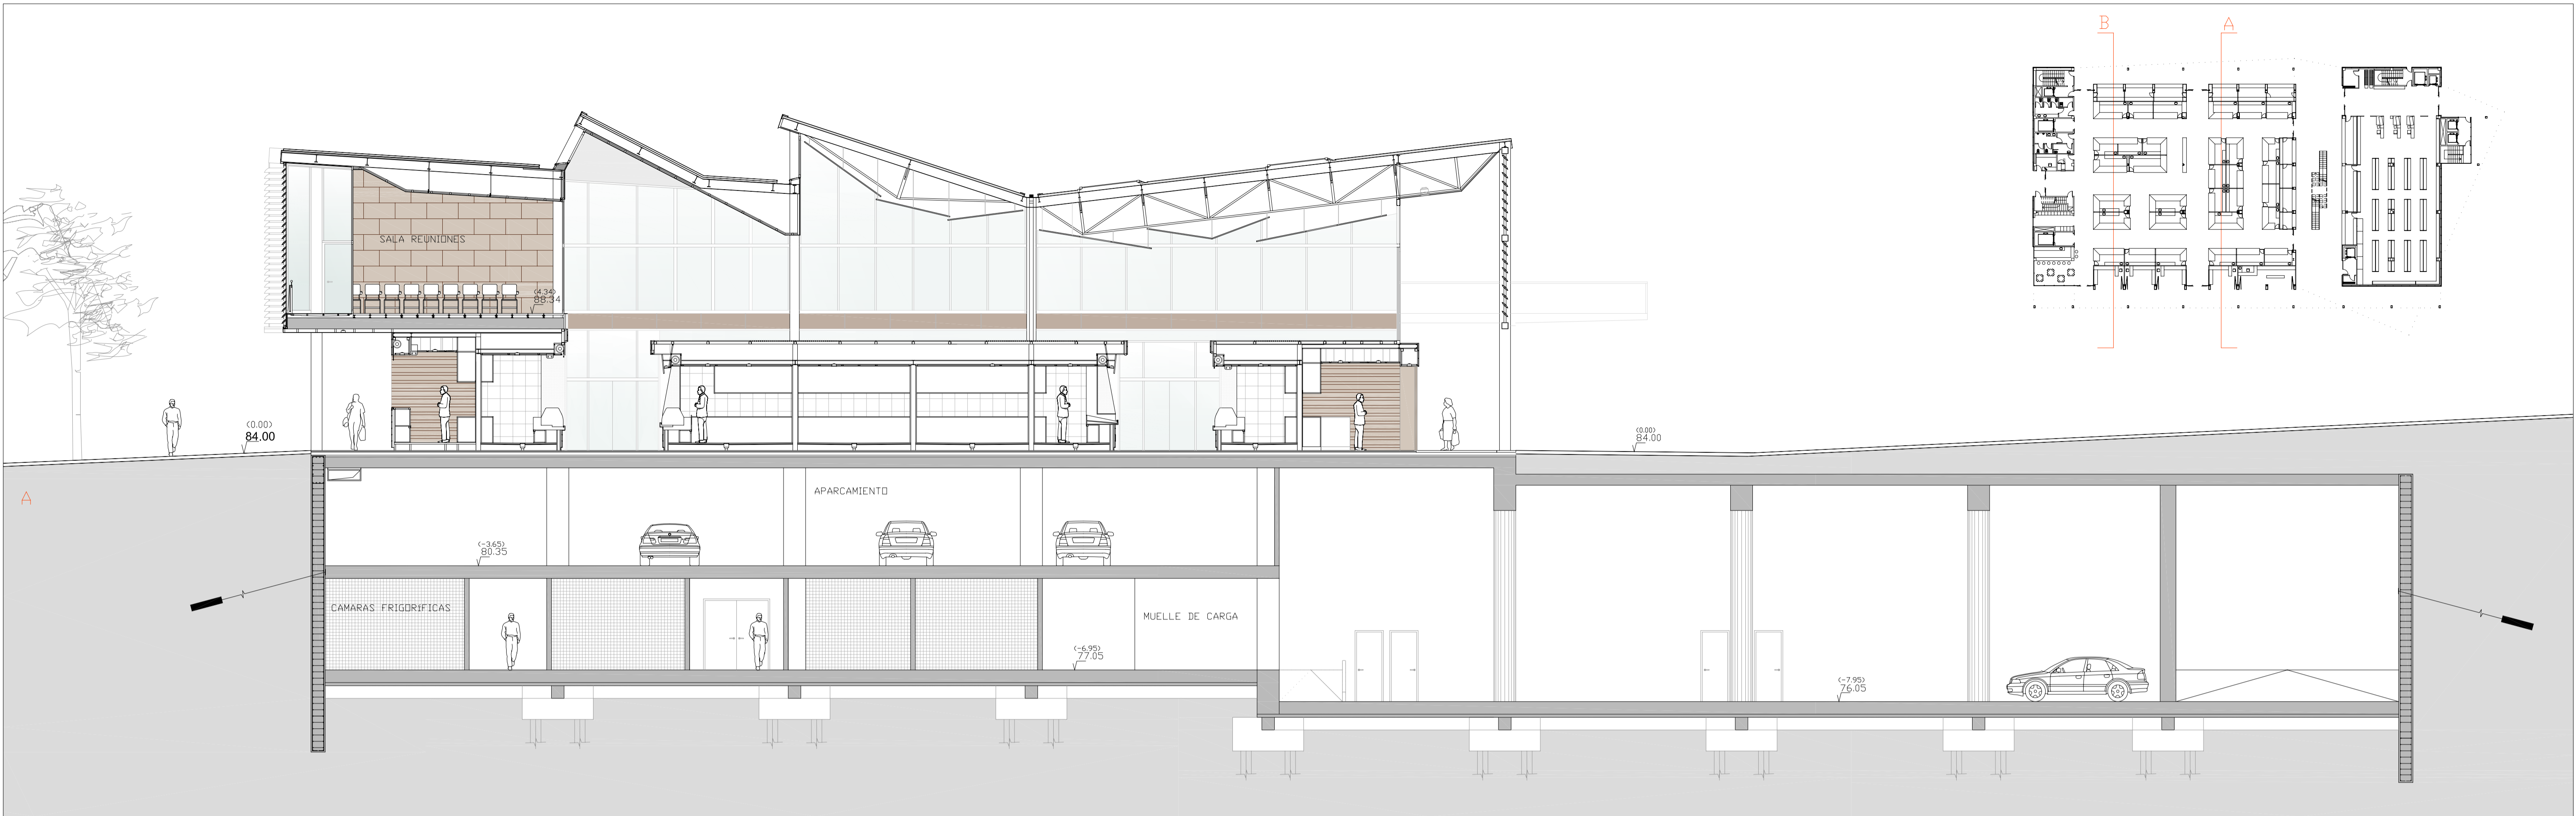 B
A
SALA REUNIONES
(4.34)
88.34
(0.00)
84.00
(0.00)
84.00
A
APARCAMIENTO
(-3.65)
80.35
CAMARAS FRIGORíFICAS
MUELLE DE CARGA
(-6.95)
77.05
(-7.95)
76.05